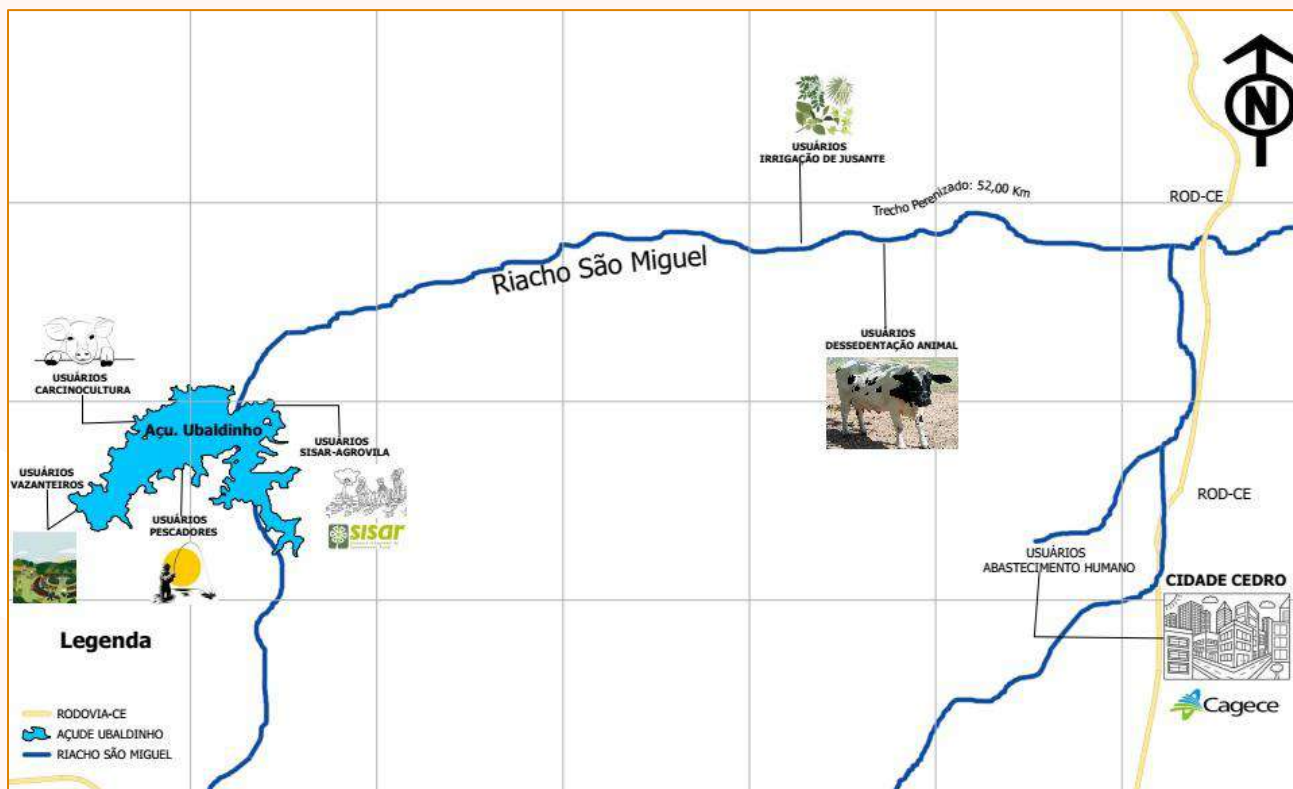 N
USUÁRIOS
IRRIGAÇÃO DE JUSANTE
Trecho Perenizado: 52,00 Km
ROD-CE
Riacho São Miguel
USUÁRIOS
DESSEDENTAÇÃO ANIMAL
USUÁRIOS
CARCINOCULTURA
Açu. Ubaldinho
USUÁRIOS
SISAR-AGROVILA
USUÁRIOS
VAZANTEIROS
USUÁRIOS
PESCADORES
sisar
ROD-CE
USUÁRIOS
ABASTECIMENTO HUMANO
CIDADE CEDRO
Cagece
Legenda
RODOVIA-CE
AÇUDE UBALDINHO
RIACHO SÃO MIGUEL